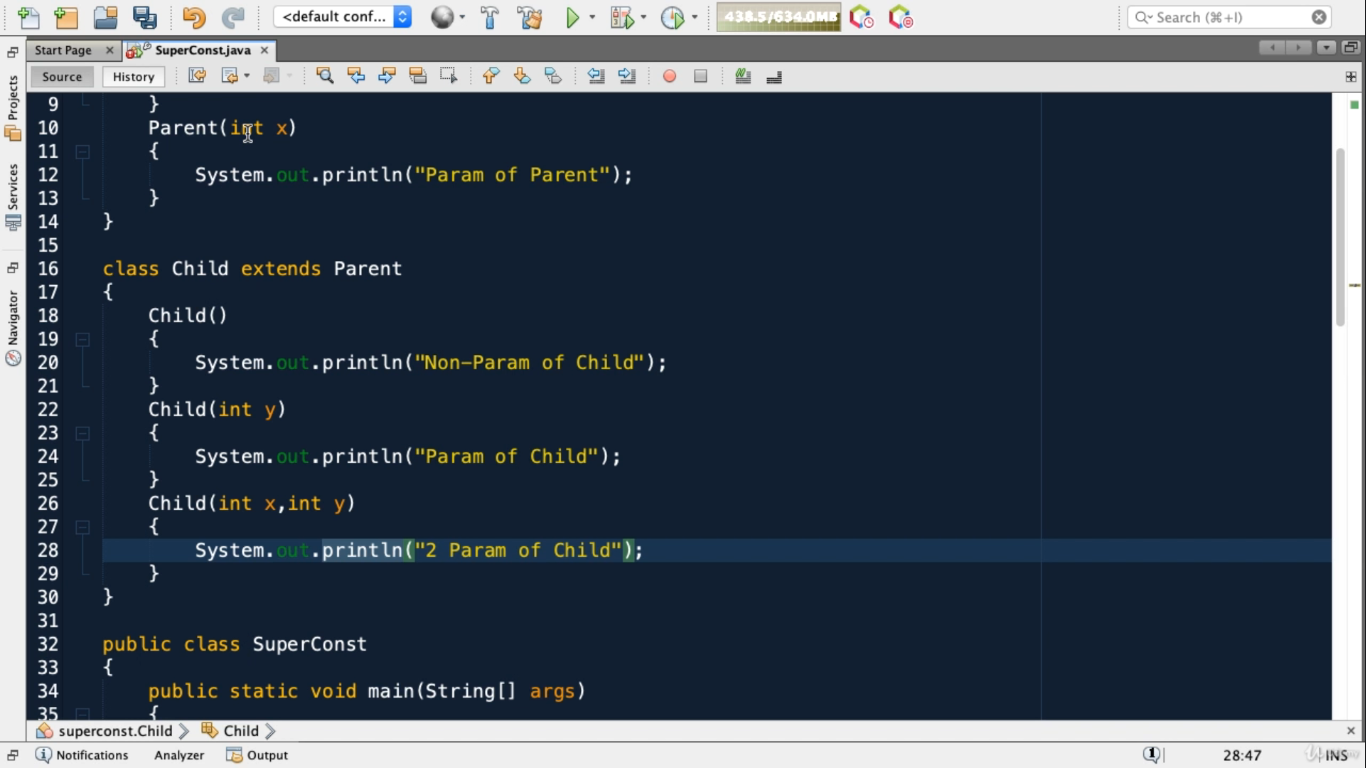 <default conf...
438.5/634.0MB
Search (⌘+I)
Start Page
SuperConst.java
Source
History
Projects
Services
Navigator
9 }
10 Parent(int x)
11 {
12 System.out.println("Param of Parent");
13 }
14 }
15
16 class Child extends Parent
17 {
18 Child()
19 {
20 System.out.println("Non-Param of Child");
21 }
22 Child(int y)
23 {
24 System.out.println("Param of Child");
25 }
26 Child(int x,int y)
27 {
28 System.out.println("2 Param of Child");
29 }
30 }
31
32 public class SuperConst
33 {
34 public static void main(String[] args)
35 {
superconst.Child
Child
Notifications
Analyzer
Output
1
28:47
INS